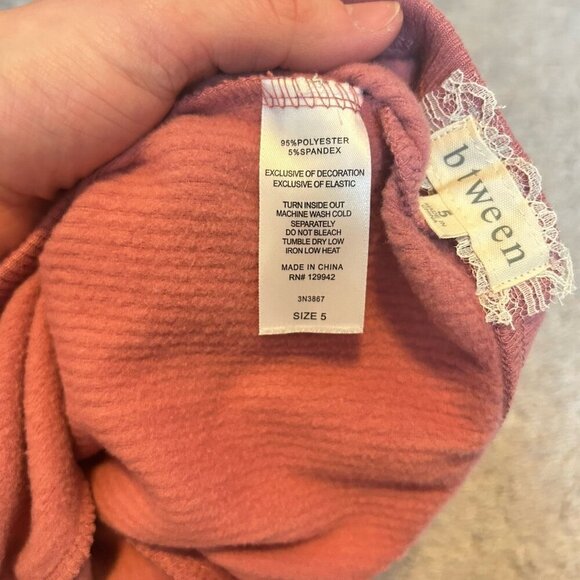 95%POLYESTER
5%SPANDEX
EXCLUSIVE OF DECORATION
EXCLUSIVE OF ELASTIC
TURN INSIDE OUT
MACHINE WASH COLD
SEPARATELY
DO NOT BLEACH
TUMBLE DRY LOW
IRON LOW HEAT
MADE IN CHINA
RN# 129942
3N3867
SIZE 5
btween
5